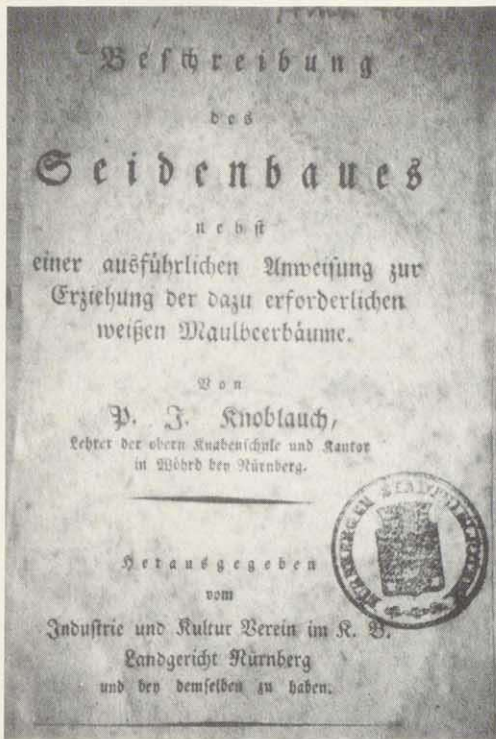 Beschreibung
des
Seidenbaues
nebst
einer ausführlichen Anweisung zur
Erziehung der dazu erforderlichen
weißen Maulbeerbäume.
Von
P. J. Knoblauch,
Lehrer der obern Knabenschule und Kantor
in Wöhrd bey Nürnberg.
Herausgegeben
vom
Industrie und Kultur Verein im K. B.
Landgericht Nürnberg
und bey demselben zu haben.